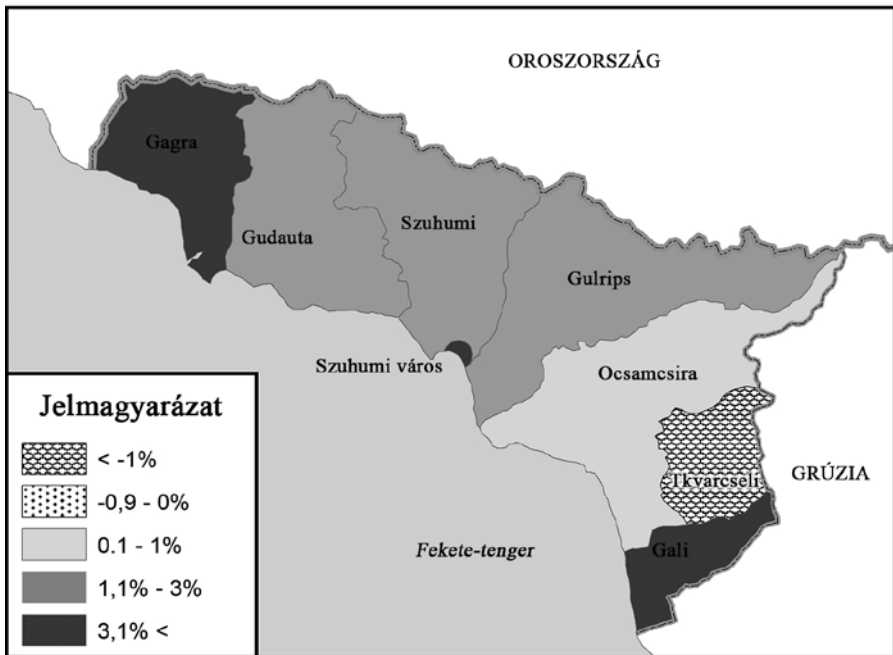 OROSZORSZÁG
Gagra
Gudauta
Szuhumi
Gulrips
Szuhumi város
Ocsamcsira
Tkvarcseli
GRÚZIA
Gali
Fekete-tenger
Jelmagyarázat
< -1%
-0,9 - 0%
0.1 - 1%
1,1% - 3%
3,1% <